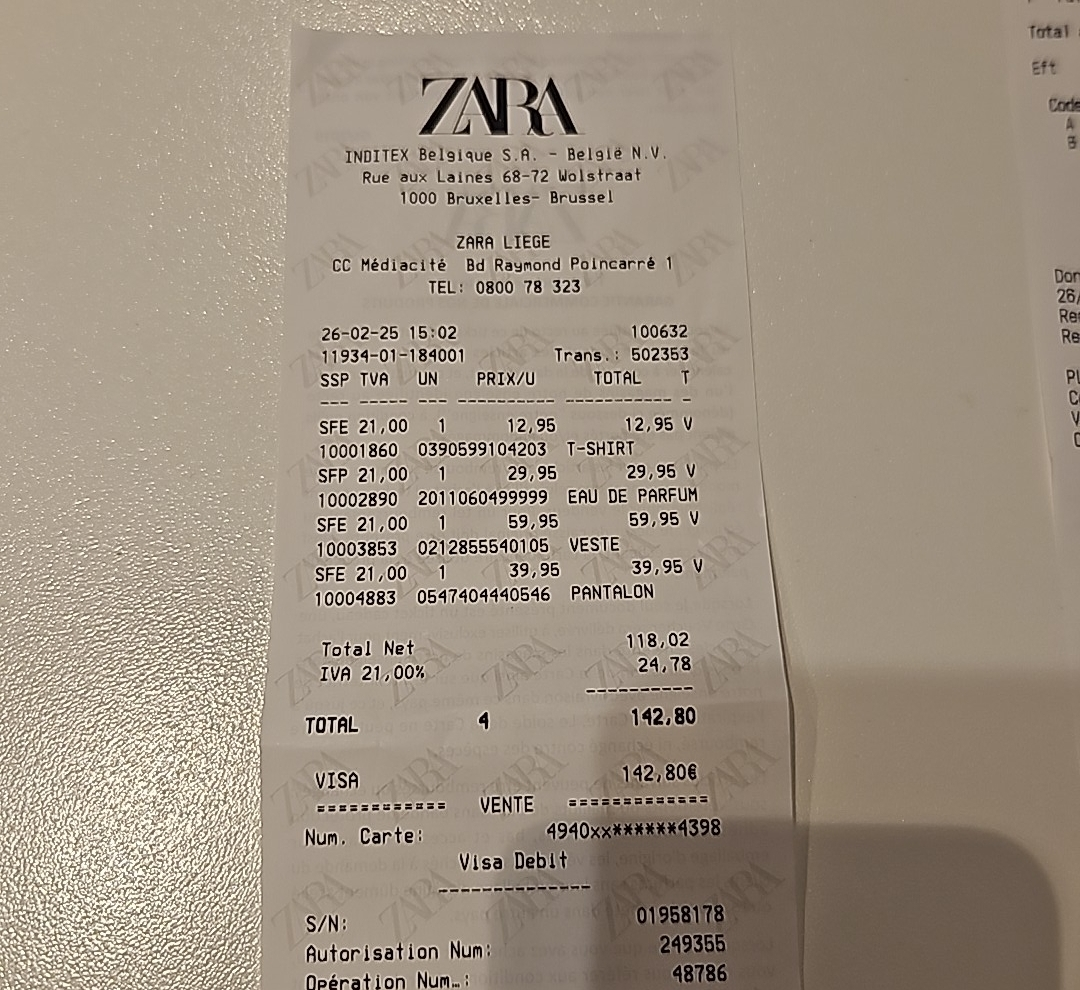 ZARA
INDITEX Belgique S.A. - België N.V.
Rue aux Laines 68-72 Wolstraat
1000 Bruxelles- Brussel
ZARA LIEGE
CC Médiacité Bd Raymond Poincarré 1
TEL: 0800 78 323
26-02-25 15:02 100632
11934-01-184001 Trans.: 502353
SSP TVA UN PRIX/U TOTAL T
--- ----- --- ---------- ----------- -
SFE 21,00 1 12,95 12,95 V
10001860 0390599104203 T-SHIRT
SFP 21,00 1 29,95 29,95 V
10002890 2011060499999 EAU DE PARFUM
SFE 21,00 1 59,95 59,95 V
10003853 0212855540105 VESTE
SFE 21,00 1 39,95 39,95 V
10004883 0547404440546 PANTALON
Total Net 118,02
IVA 21,00% 24,78
----------
TOTAL 4 142,80
VISA 142,80€
============ VENTE =============
Num. Carte: 4940xx******4398
Visa Debit
---------------
S/N: 01958178
Autorisation Num: 249355
Opération Num…: 48786
Total
Eft
Code
A